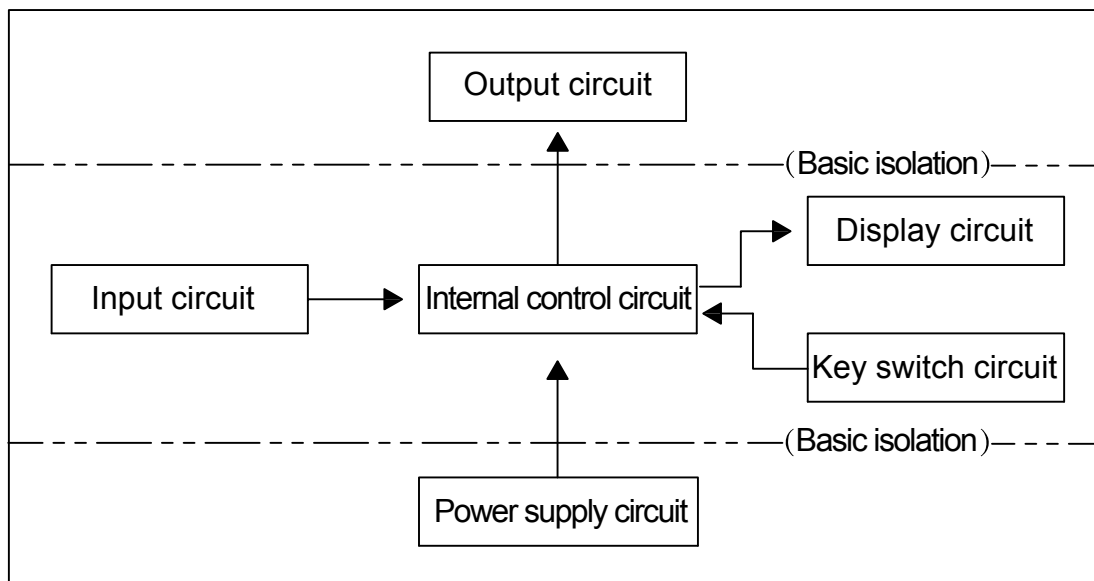 Output circuit
(Basic isolation)
Display circuit
Input circuit
Internal control circuit
Key switch circuit
(Basic isolation)
Power supply circuit